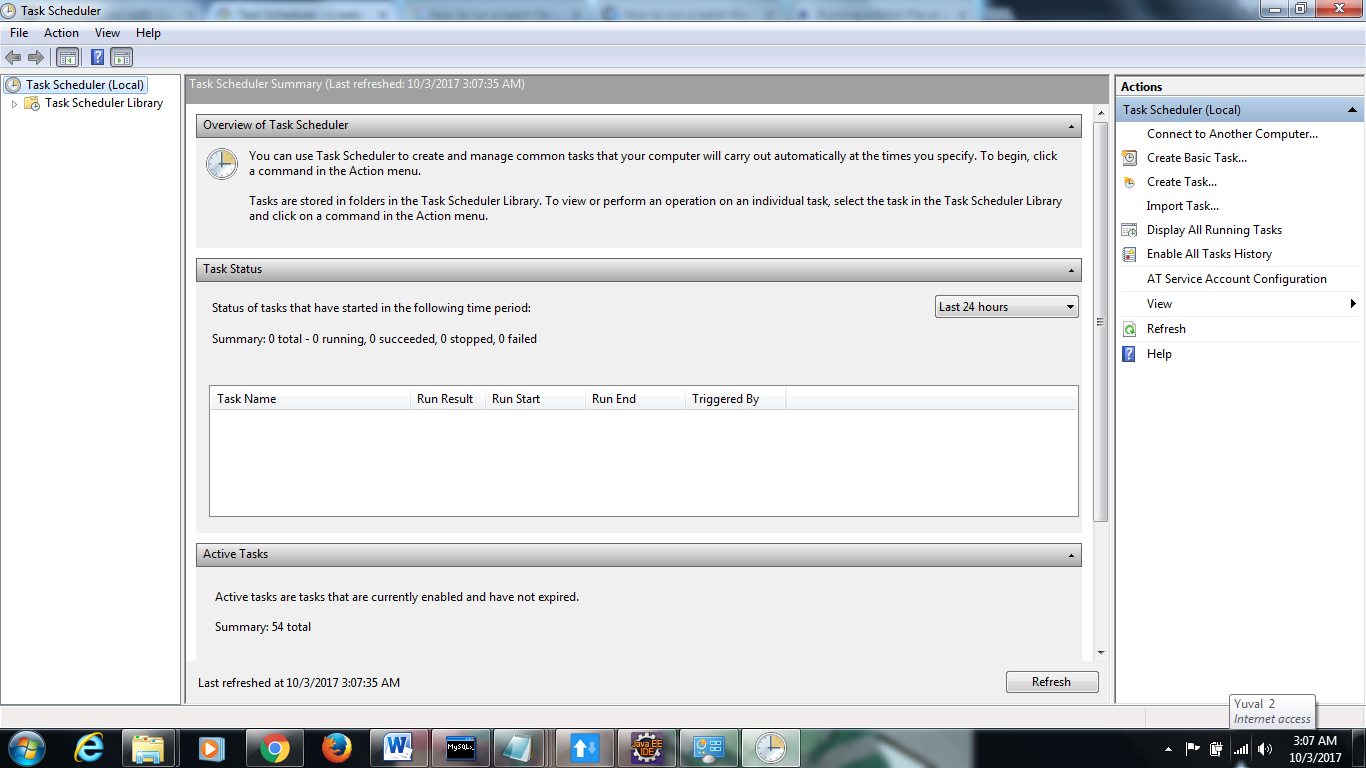 Task Scheduler
File Action View Help
Task Scheduler (Local)
Task Scheduler Library
Task Scheduler Summary (Last refreshed: 10/3/2017 3:07:35 AM)
Overview of Task Scheduler
You can use Task Scheduler to create and manage common tasks that your computer will carry out automatically at the times you specify. To begin, click
a command in the Action menu.
Tasks are stored in folders in the Task Scheduler Library. To view or perform an operation on an individual task, select the task in the Task Scheduler Library
and click on a command in the Action menu.
Task Status
Status of tasks that have started in the following time period:
Last 24 hours
Summary: 0 total - 0 running, 0 succeeded, 0 stopped, 0 failed
Task Name Run Result Run Start Run End Triggered By
Active Tasks
Active tasks are tasks that are currently enabled and have not expired.
Summary: 54 total
Last refreshed at 10/3/2017 3:07:35 AM
Refresh
Actions
Task Scheduler (Local)
Connect to Another Computer...
Create Basic Task...
Create Task...
Import Task...
Display All Running Tasks
Enable All Tasks History
AT Service Account Configuration
View
Refresh
Help
Yuval 2
Internet access
Java EE
IDE
3:07 AM
10/3/2017